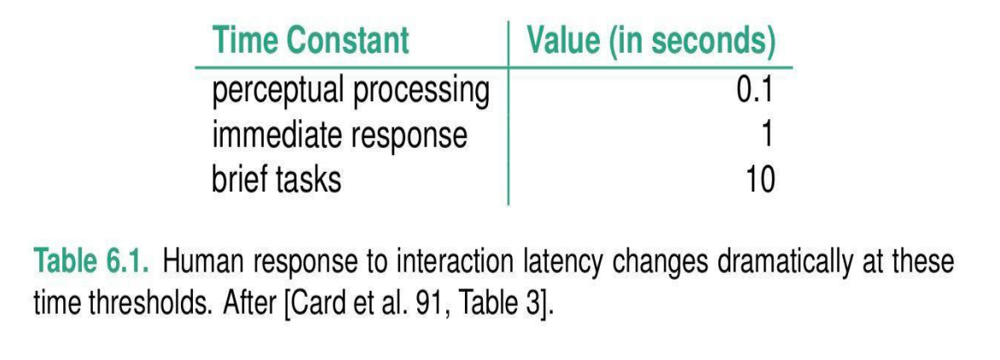 Time Constant Value (in seconds)
perceptual processing 0.1
immediate response 1
brief tasks 10
Table 6.1. Human response to interaction latency changes dramatically at these
time thresholds. After [Card et al. 91, Table 3].